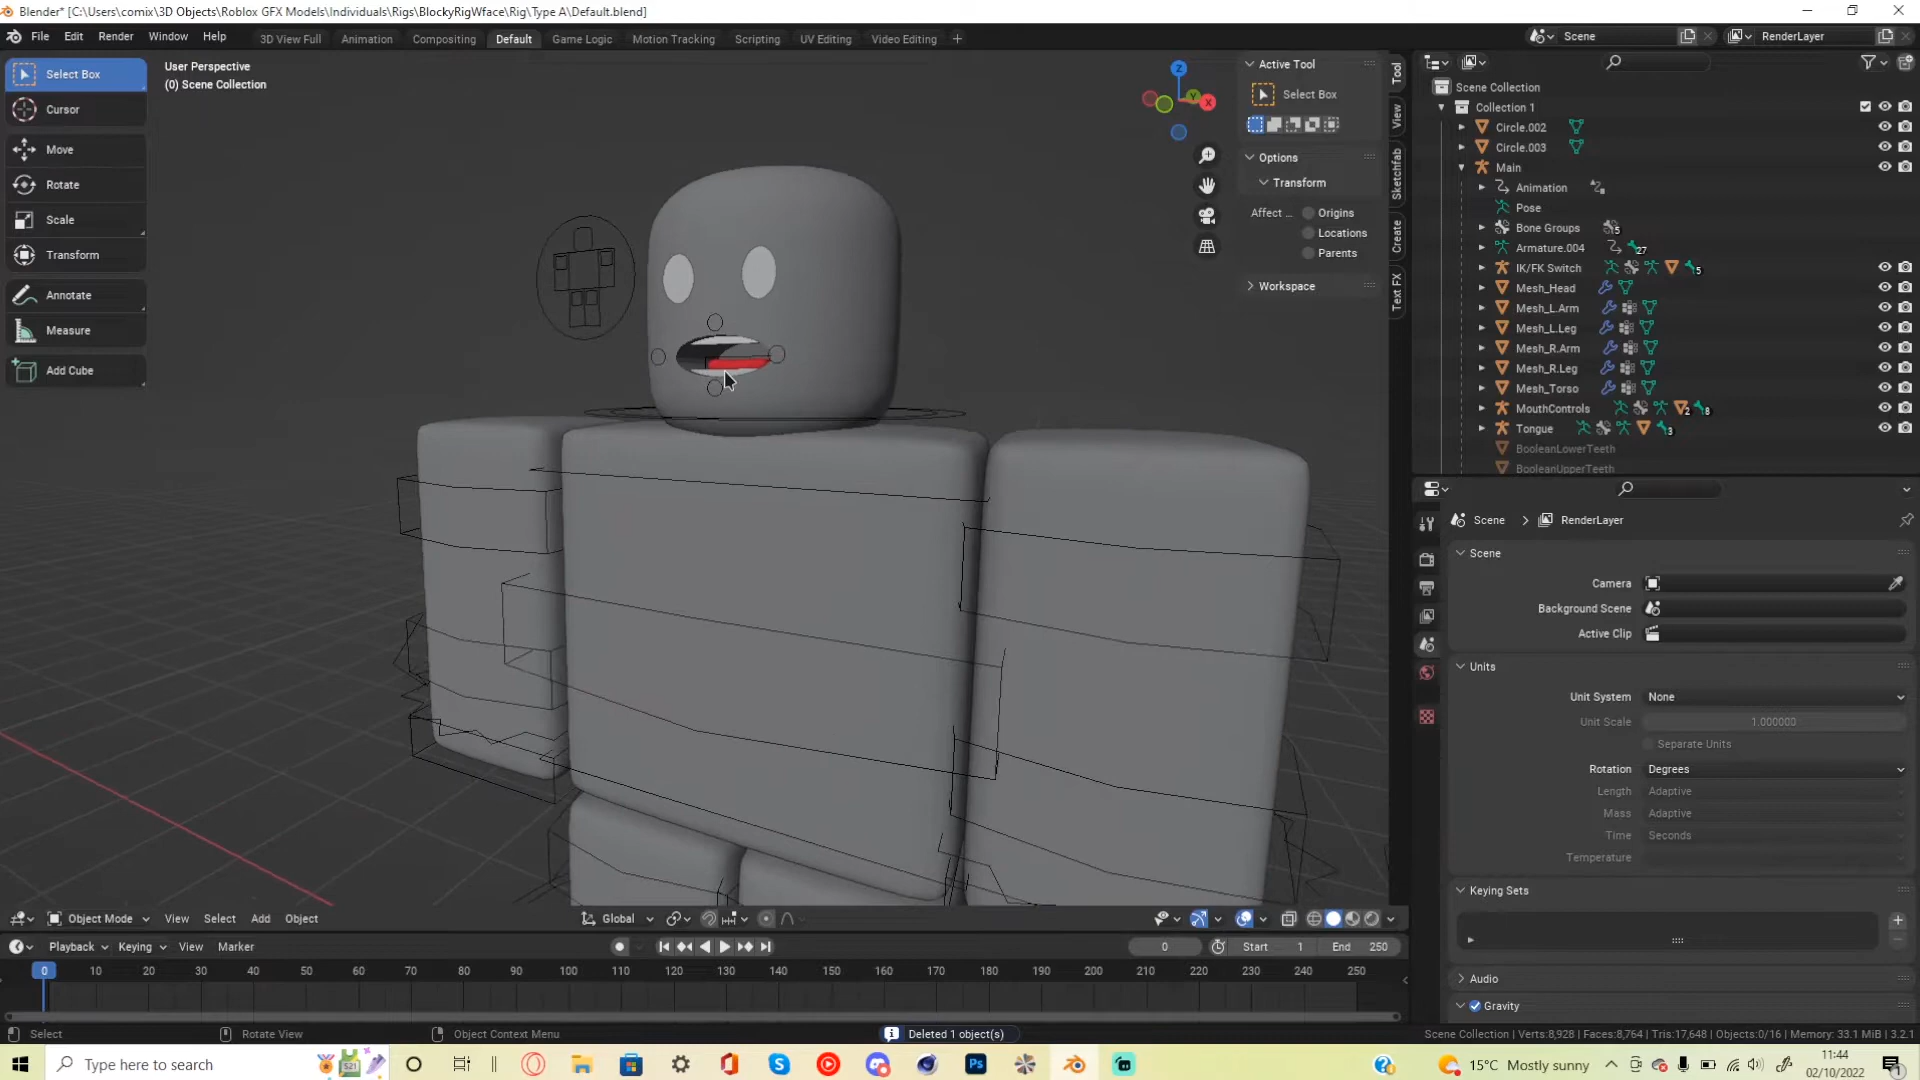 Blender* [C:\Users\comix\3D Objects\Roblox GFX Models\Individuals\Rigs\BlockyRigWface\Rig\Type A\Default.blend]
File Edit Render Window Help 3D View Full Animation Compositing Default Game Logic Motion Tracking Scripting UV Editing Video Editing + Scene RenderLayer
Select Box
Cursor
Move
Rotate
Scale
Transform
Annotate
Measure
Add Cube
User Perspective
(0) Scene Collection
Z
Y
X
Active Tool
Select Box
Options
Transform
Affect ... Origins
Locations
Parents
Workspace
Tool
View
Sketchfab
Create
Text FX
Scene Collection
Collection 1
Circle.002
Circle.003
Main
Animation
Pose
Bone Groups 5
Armature.004 27
IK/FK Switch 5
Mesh_Head
Mesh_L.Arm
Mesh_L.Leg
Mesh_R.Arm
Mesh_R.Leg
Mesh_Torso
MouthControls 2 8
Tongue 3
BooleanLowerTeeth
BooleanUpperTeeth
Scene > RenderLayer
Scene
Camera
Background Scene
Active Clip
Units
Unit System None
Unit Scale 1.000000
Separate Units
Rotation Degrees
Length Adaptive
Mass Adaptive
Time Seconds
Temperature
Keying Sets
Audio
Gravity
Object Mode View Select Add Object Global
Playback Keying View Marker 0 Start 1 End 250
0 10 20 30 40 50 60 70 80 90 100 110 120 130 140 150 160 170 180 190 200 210 220 230 240 250
Select Rotate View Object Context Menu Deleted 1 object(s) Scene Collection | Verts:8,928 | Faces:8,764 | Tris:17,648 | Objects:0/16 | Memory: 33.1 MiB | 3.2.1
Type here to search 15°C Mostly sunny 11:44
02/10/2022